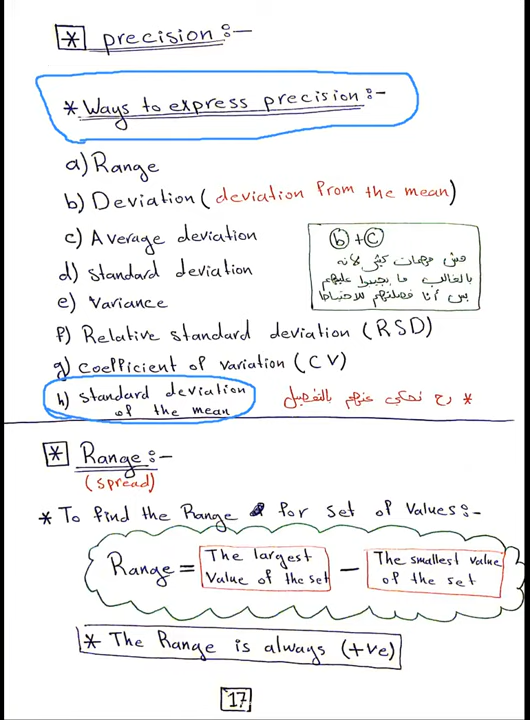 * precision :-
* Ways to express precision :-
a) Range
b) Deviation (deviation from the mean)
c) Average deviation
d) standard deviation
e) Variance
f) Relative standard deviation (RSD)
g) Coefficient of variation (CV)
h) standard deviation
of the mean
b + c
مش مهمات كثير لأنه
بالغالب ما بجيبوا عليهم
بس أنا فصلتهم للاحتياط
* رح نحكي عنهم بالتفصيل
* Range :-
(spread)
* To find the Range for set of values :-
Range = The largest value of the set — The smallest value of the set
* The Range is always (+ve)
17